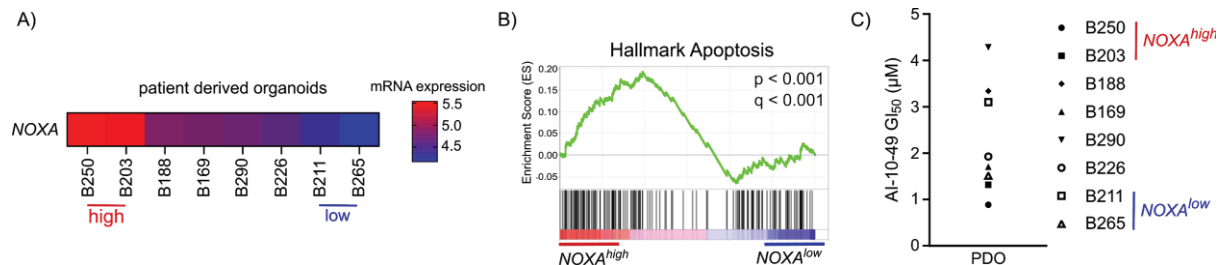 A)
patient derived organoids
mRNA expression
NOXA
5.5
5.0
4.5
B250
B203
B188
B169
B290
B226
B211
B265
high
low
B)
Hallmark Apoptosis
Enrichment Score (ES)
0.20
0.15
0.10
0.05
0.00
-0.05
p < 0.001
q < 0.001
NOXAhigh
NOXAlow
C)
AI-10-49 GI50 (µM)
5
4
3
2
1
0
PDO
B250
B203
B188
B169
B290
B226
B211
B265
NOXAhigh
NOXAlow